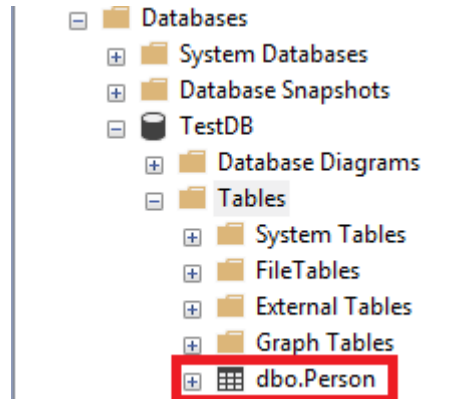 Databases
System Databases
Database Snapshots
TestDB
Database Diagrams
Tables
System Tables
FileTables
External Tables
Graph Tables
dbo.Person